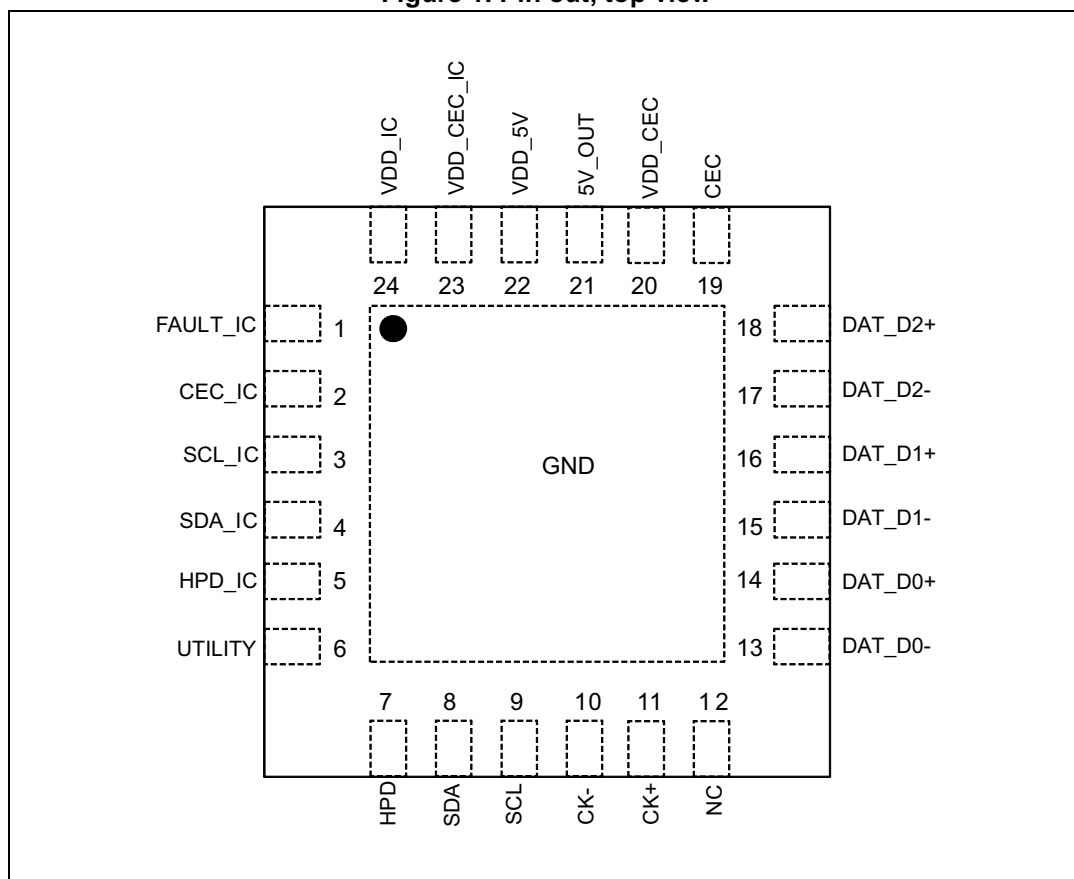 Figure 1. Pin out, top view
VDD_IC
VDD_CEC_IC
VDD_5V
5V_OUT
VDD_CEC
CEC
24 23 22 21 20 19
FAULT_IC 1
CEC_IC 2
SCL_IC 3
SDA_IC 4
HPD_IC 5
UTILITY 6
GND
18 DAT_D2+
17 DAT_D2-
16 DAT_D1+
15 DAT_D1-
14 DAT_D0+
13 DAT_D0-
7 8 9 10 11 12
HPD
SDA
SCL
CK-
CK+
NC